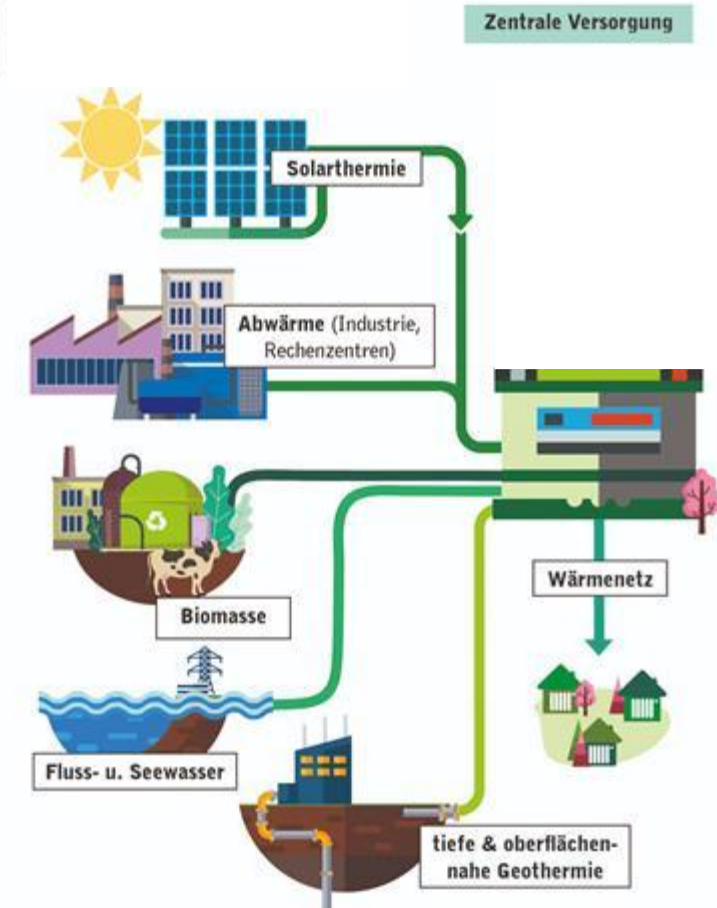 Zentrale Versorgung
Solarthermie
Abwärme (Industrie,
Rechenzentren)
Wärmenetz
Biomasse
Fluss- u. Seewasser
tiefe & oberflächen-
nahe Geothermie